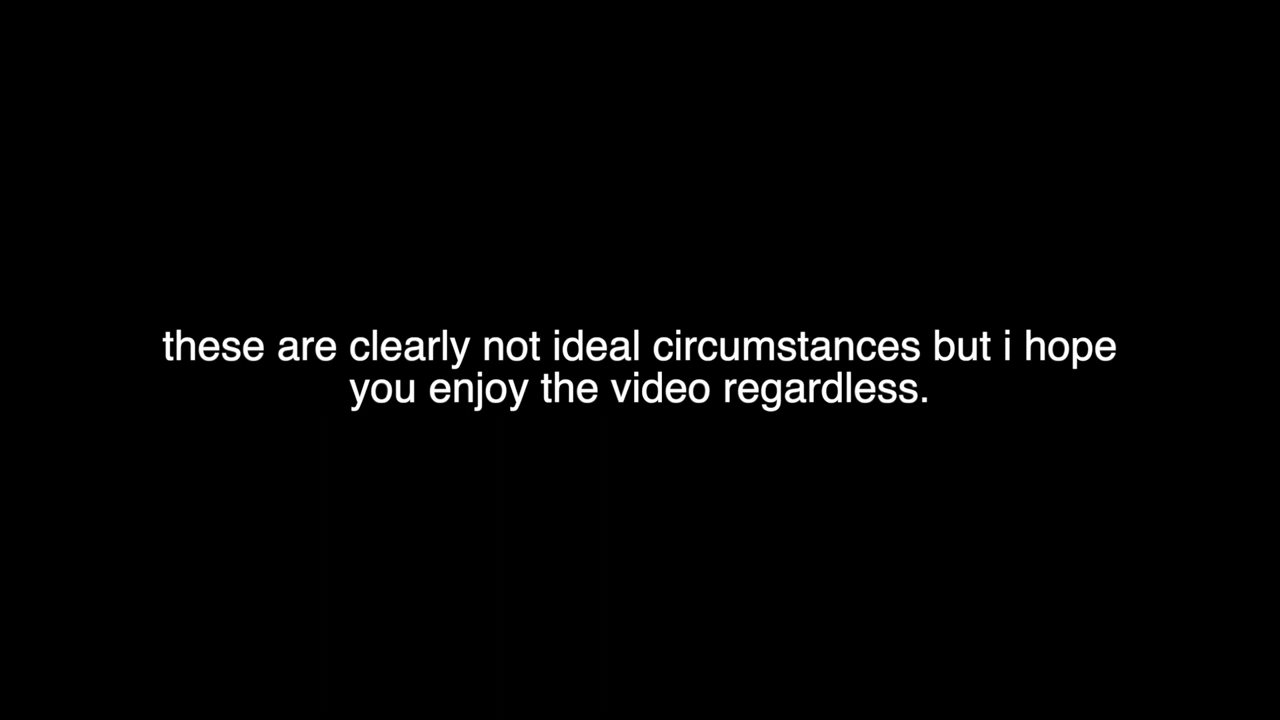 these are clearly not ideal circumstances but i hope
you enjoy the video regardless.